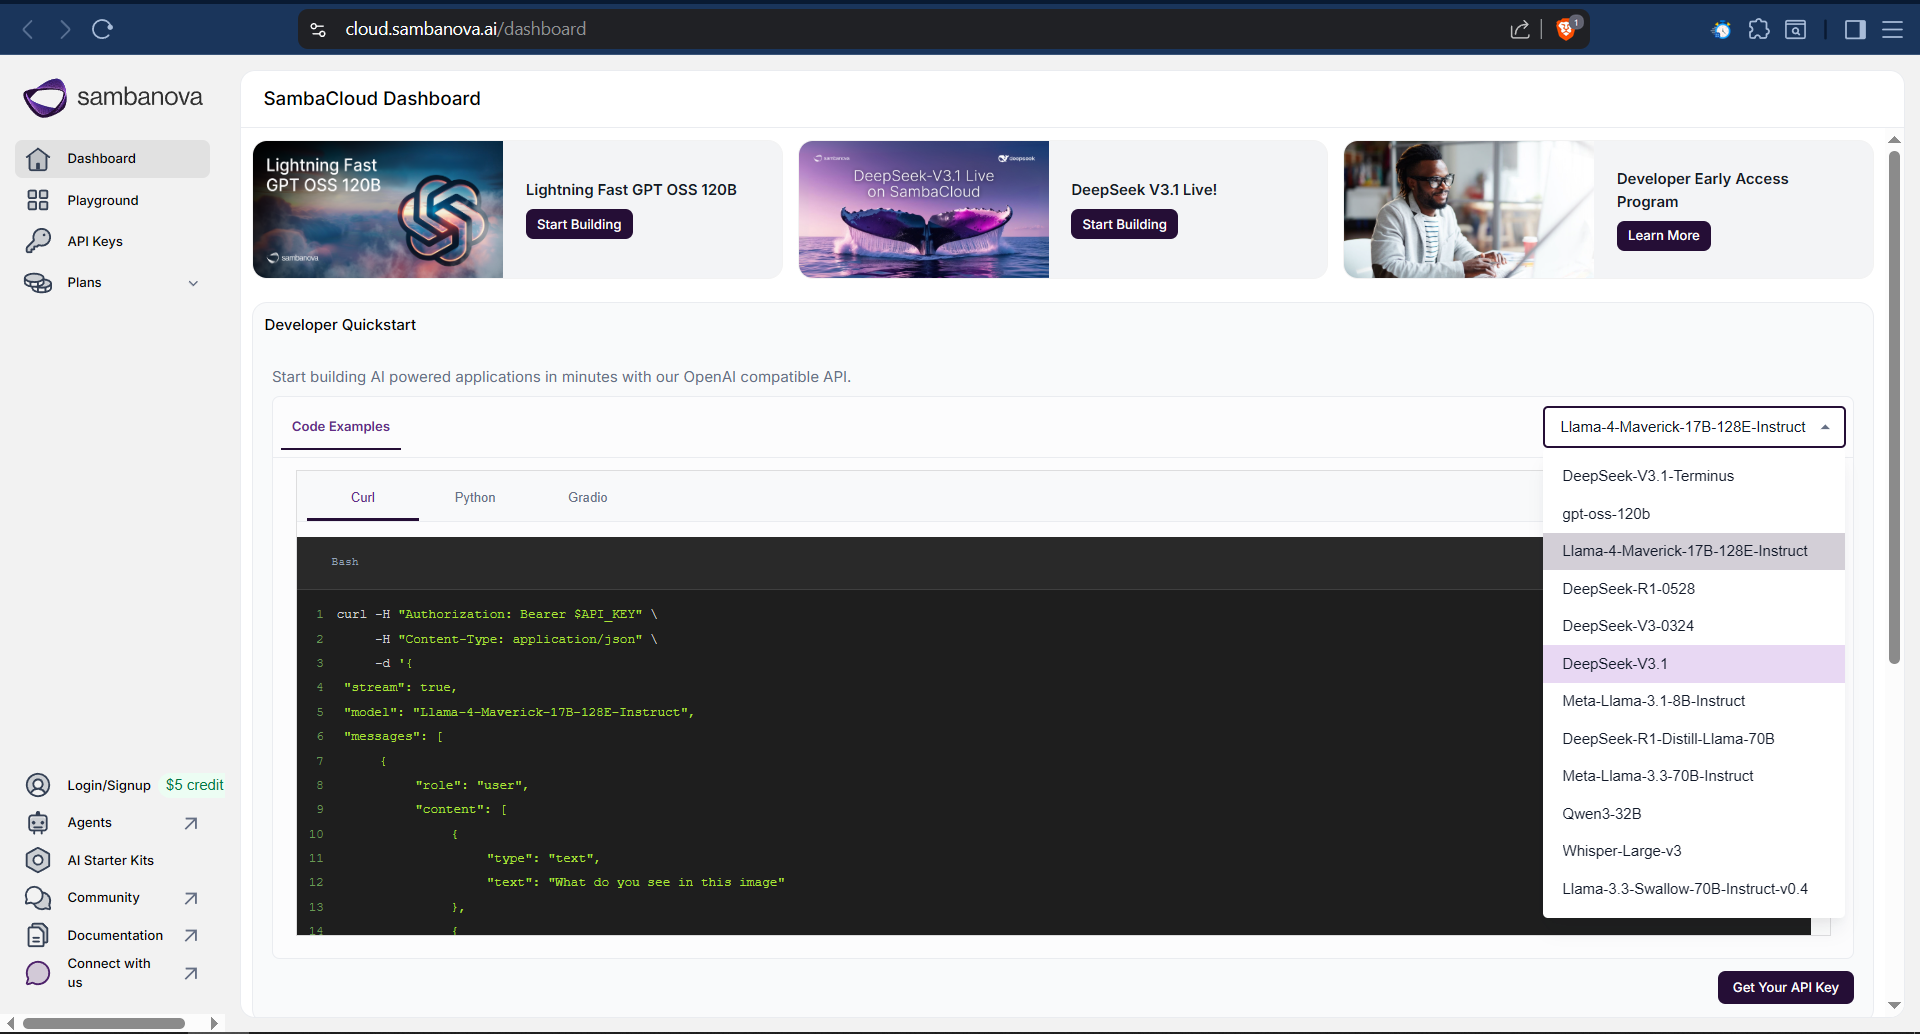 cloud.sambanova.ai/dashboard
1
sambanova
Dashboard
Playground
API Keys
Plans
Login/Signup $5 credit
Agents
AI Starter Kits
Community
Documentation
Connect with
us
SambaCloud Dashboard
Lightning Fast
GPT OSS 120B
sambanova
Lightning Fast GPT OSS 120B
Start Building
sambanova
deepseek
DeepSeek-V3.1 Live
on SambaCloud
DeepSeek V3.1 Live!
Start Building
Developer Early Access
Program
Learn More
Developer Quickstart
Start building AI powered applications in minutes with our OpenAI compatible API.
Code Examples
Llama-4-Maverick-17B-128E-Instruct
DeepSeek-V3.1-Terminus
gpt-oss-120b
Llama-4-Maverick-17B-128E-Instruct
DeepSeek-R1-0528
DeepSeek-V3-0324
DeepSeek-V3.1
Meta-Llama-3.1-8B-Instruct
DeepSeek-R1-Distill-Llama-70B
Meta-Llama-3.3-70B-Instruct
Qwen3-32B
Whisper-Large-v3
Llama-3.3-Swallow-70B-Instruct-v0.4
Curl Python Gradio
Bash
1 curl -H "Authorization: Bearer $API_KEY" \
2 -H "Content-Type: application/json" \
3 -d '{
4 "stream": true,
5 "model": "Llama-4-Maverick-17B-128E-Instruct",
6 "messages": [
7 {
8 "role": "user",
9 "content": [
10 {
11 "type": "text",
12 "text": "What do you see in this image"
13 },
14 {
Get Your API Key